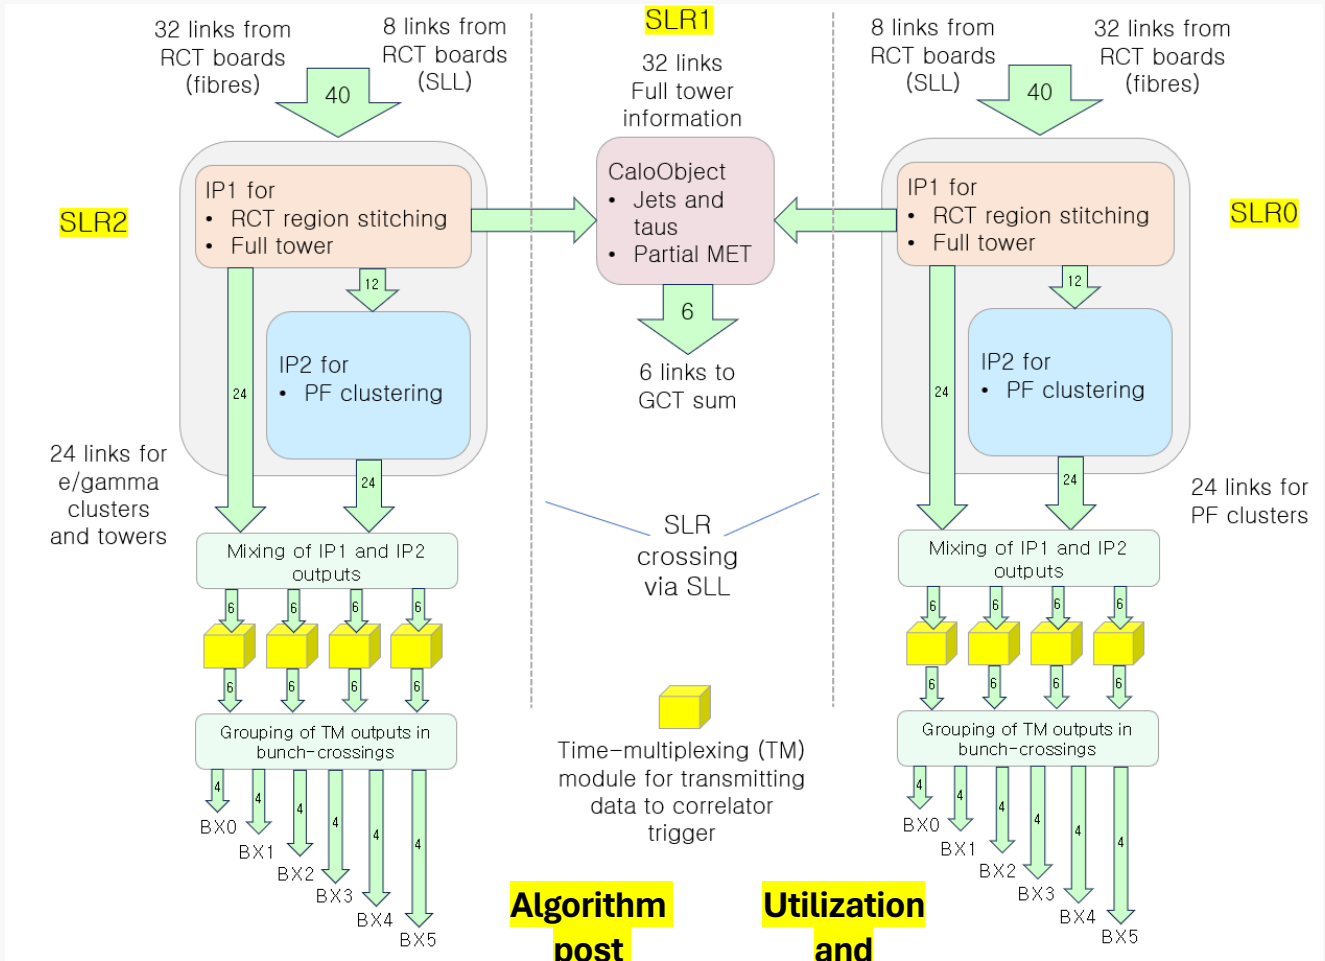 32 links from
RCT boards
(fibres)
8 links from
RCT boards
(SLL)
40
SLR2
IP1 for
• RCT region stitching
• Full tower
12
24
IP2 for
• PF clustering
24
24 links for
e/gamma
clusters
and towers
Mixing of IP1 and IP2
outputs
6
6
6
6
6
6
6
6
Grouping of TM outputs in
bunch-crossings
4
4
4
4
4
4
BX0
BX1
BX2
BX3
BX4
BX5
SLR1
32 links
Full tower
information
CaloObject
• Jets and
taus
• Partial MET
6
6 links to
GCT sum
SLR
crossing
via SLL
Time-multiplexing (TM)
module for transmitting
data to correlator
trigger
Algorithm
post
Utilization
and
8 links from
RCT boards
(SLL)
32 links from
RCT boards
(fibres)
40
SLR0
IP1 for
• RCT region stitching
• Full tower
12
24
IP2 for
• PF clustering
24
24 links for
PF clusters
Mixing of IP1 and IP2
outputs
6
6
6
6
6
6
6
6
Grouping of TM outputs in
bunch-crossings
4
4
4
4
4
4
BX0
BX1
BX2
BX3
BX4
BX5